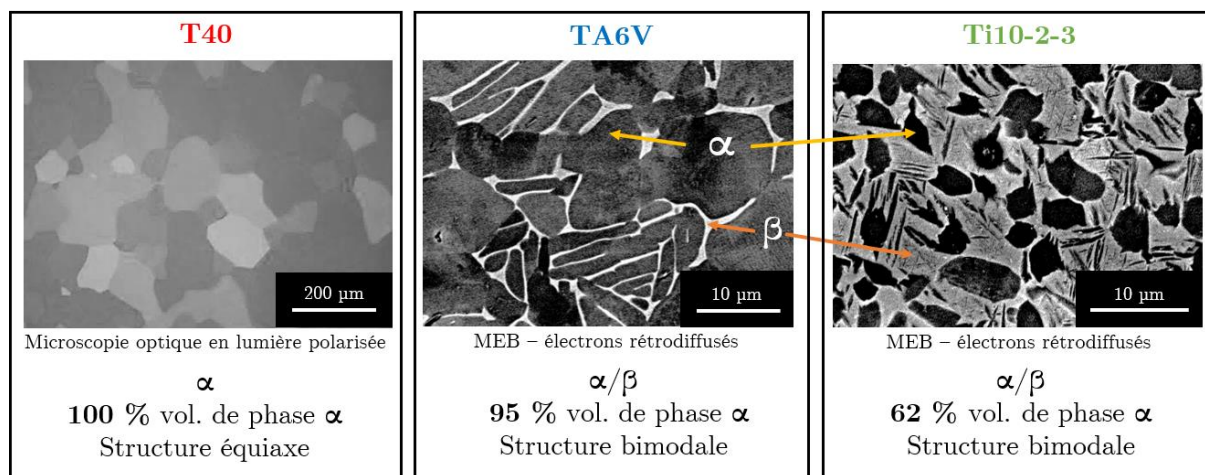 T40
200 µm
Microscopie optique en lumière polarisée
α
100 % vol. de phase α
Structure équiaxe
TA6V
α
β
10 µm
MEB – électrons rétrodiffusés
α/β
95 % vol. de phase α
Structure bimodale
Ti10-2-3
10 µm
MEB – électrons rétrodiffusés
α/β
62 % vol. de phase α
Structure bimodale